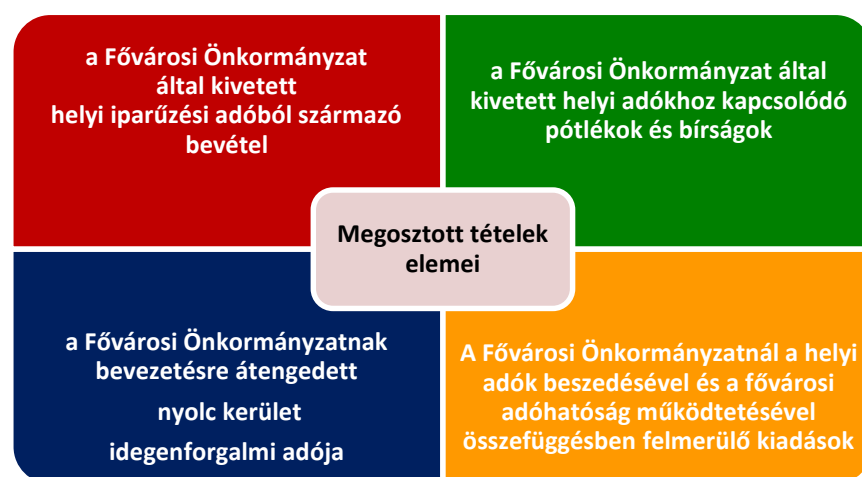 a Fővárosi Önkormányzat
által kivetett
helyi iparűzési adóból származó
bevétel
a Fővárosi Önkormányzat által
kivetett helyi adókhoz kapcsolódó
pótlékok és bírságok
Megosztott tételek
elemei
a Fővárosi Önkormányzatnak
bevezetésre átengedett
nyolc kerület
idegenforgalmi adója
A Fővárosi Önkormányzatnál a helyi
adók beszedésével és a fővárosi
adóhatóság működtetésével
összefüggésben felmerülő kiadások